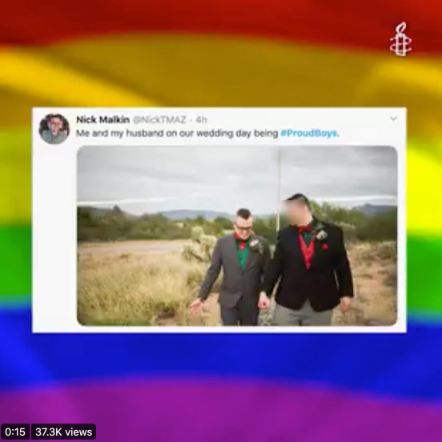 Nick Malkin @NickTMAZ · 4h
Me and my husband on our wedding day being #ProudBoys.
0:15 37.3K views